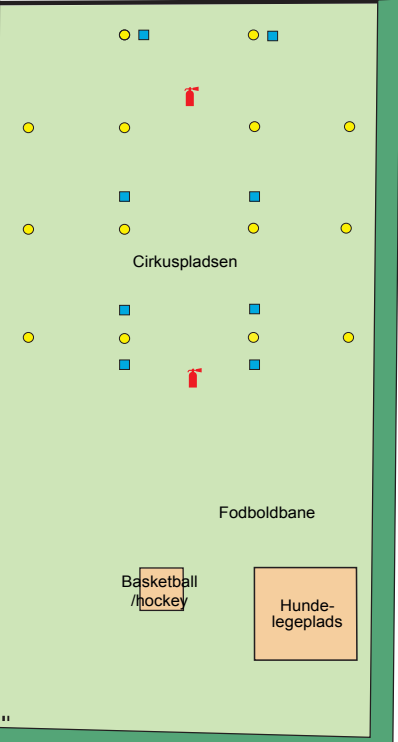 Cirkuspladsen
Fodboldbane
Basketball
/hockey
Hunde-
legeplads
"